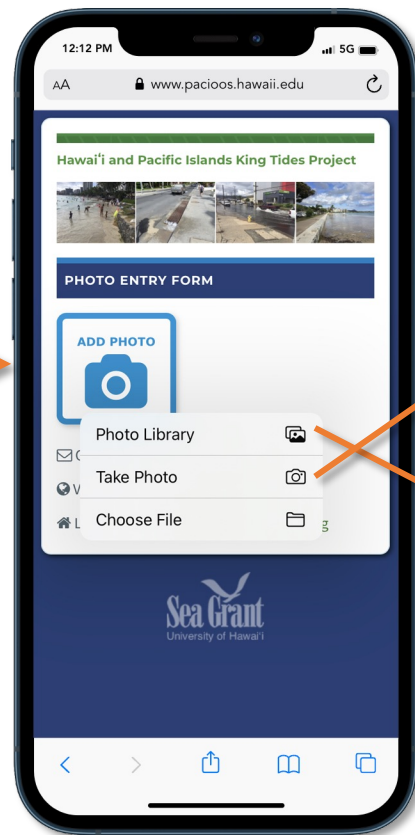 12:12 PM
5G
AA www.pacioos.hawaii.edu
Hawaiʻi and Pacific Islands King Tides Project
PHOTO ENTRY FORM
ADD PHOTO
Photo Library
Take Photo
Choose File
Sea Grant
University of Hawaiʻi